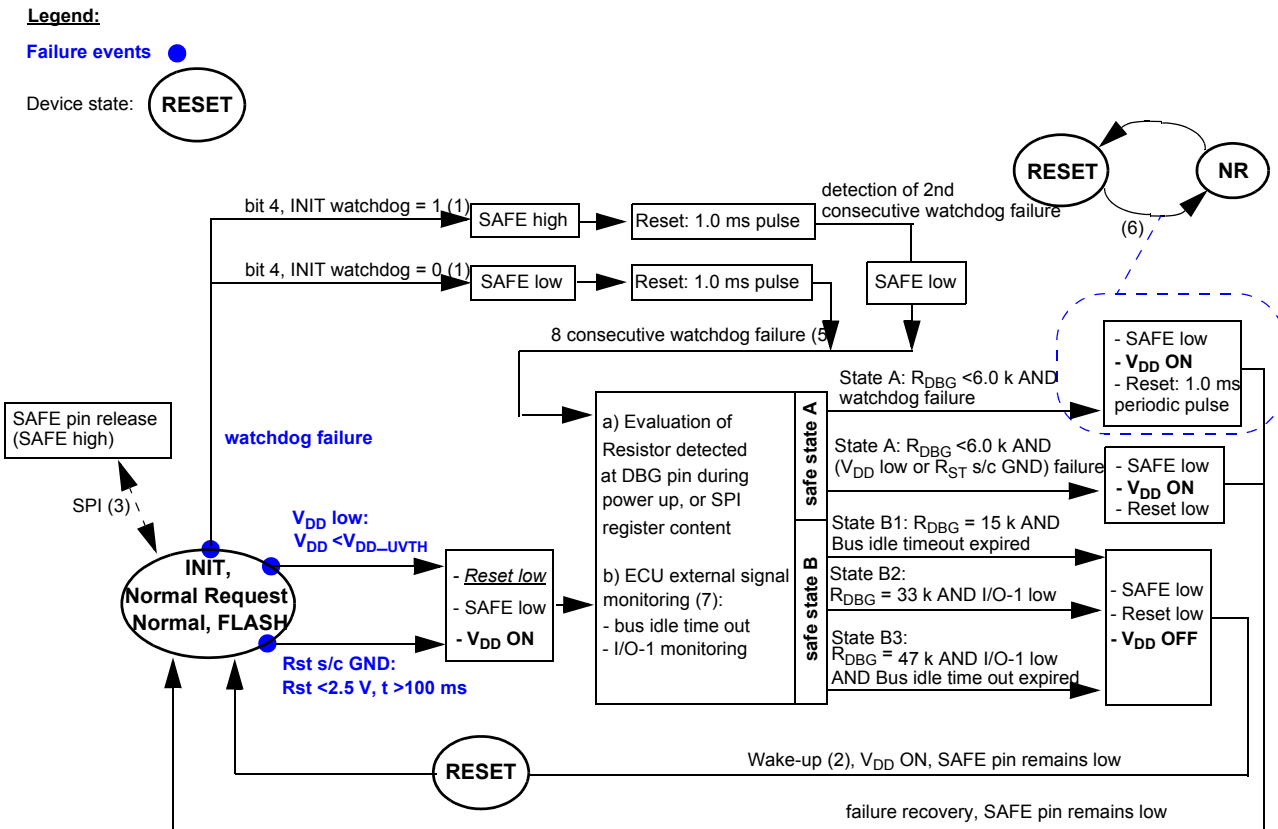 Legend:
Failure events
Device state:
RESET
RESET
NR
(6)
bit 4, INIT watchdog = 1 (1)
SAFE high
Reset: 1.0 ms pulse
detection of 2nd
consecutive watchdog failure
bit 4, INIT watchdog = 0 (1)
SAFE low
Reset: 1.0 ms pulse
SAFE low
8 consecutive watchdog failure (5
SAFE pin release
(SAFE high)
SPI (3)
watchdog failure
VDD low:
VDD <VDD_UVTH
INIT,
Normal Request
Normal, FLASH
Rst s/c GND:
Rst <2.5 V, t >100 ms
- Reset low
- SAFE low
- VDD ON
a) Evaluation of
Resistor detected
at DBG pin during
power up, or SPI
register content
b) ECU external signal
monitoring (7):
- bus idle time out
- I/O-1 monitoring
safe state A
safe state B
State A: RDBG <6.0 k AND
watchdog failure
State A: RDBG <6.0 k AND
(VDD low or RST s/c GND) failure
State B1: RDBG = 15 k AND
Bus idle timeout expired
State B2:
RDBG = 33 k AND I/O-1 low
State B3:
RDBG = 47 k AND I/O-1 low
AND Bus idle time out expired
- SAFE low
- VDD ON
- Reset: 1.0 ms
periodic pulse
- SAFE low
- VDD ON
- Reset low
- SAFE low
- Reset low
- VDD OFF
RESET
Wake-up (2), VDD ON, SAFE pin remains low
failure recovery, SAFE pin remains low